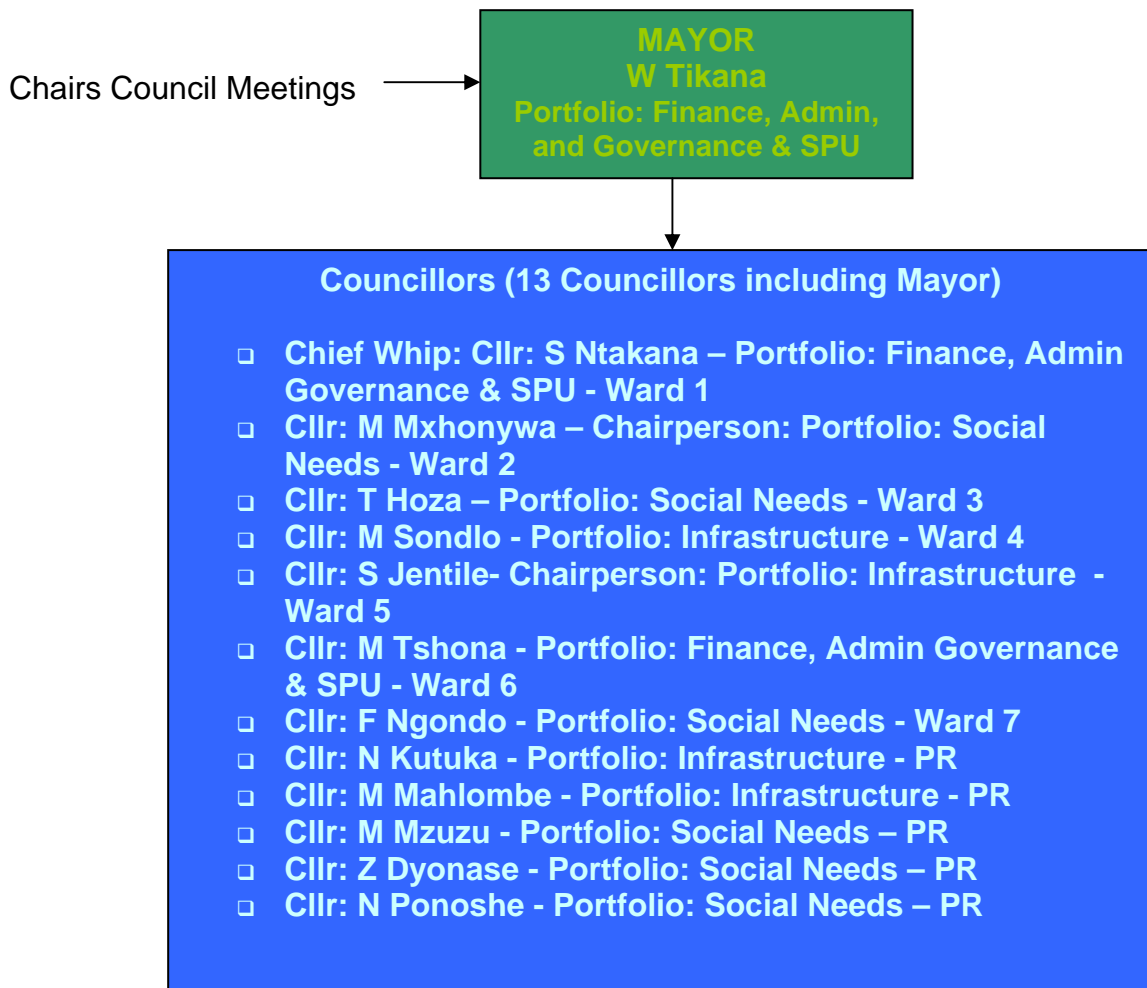 MAYOR
W Tikana
Portfolio: Finance, Admin,
and Governance & SPU
Chairs Council Meetings
Councillors (13 Councillors including Mayor)
❑ Chief Whip: Cllr: S Ntakana – Portfolio: Finance, Admin
Governance & SPU - Ward 1
❑ Cllr: M Mxhonywa – Chairperson: Portfolio: Social
Needs - Ward 2
❑ Cllr: T Hoza – Portfolio: Social Needs - Ward 3
❑ Cllr: M Sondlo - Portfolio: Infrastructure - Ward 4
❑ Cllr: S Jentile- Chairperson: Portfolio: Infrastructure -
Ward 5
❑ Cllr: M Tshona - Portfolio: Finance, Admin Governance
& SPU - Ward 6
❑ Cllr: F Ngondo - Portfolio: Social Needs - Ward 7
❑ Cllr: N Kutuka - Portfolio: Infrastructure - PR
❑ Cllr: M Mahlombe - Portfolio: Infrastructure - PR
❑ Cllr: M Mzuzu - Portfolio: Social Needs – PR
❑ Cllr: Z Dyonase - Portfolio: Social Needs – PR
❑ Cllr: N Ponoshe - Portfolio: Social Needs – PR